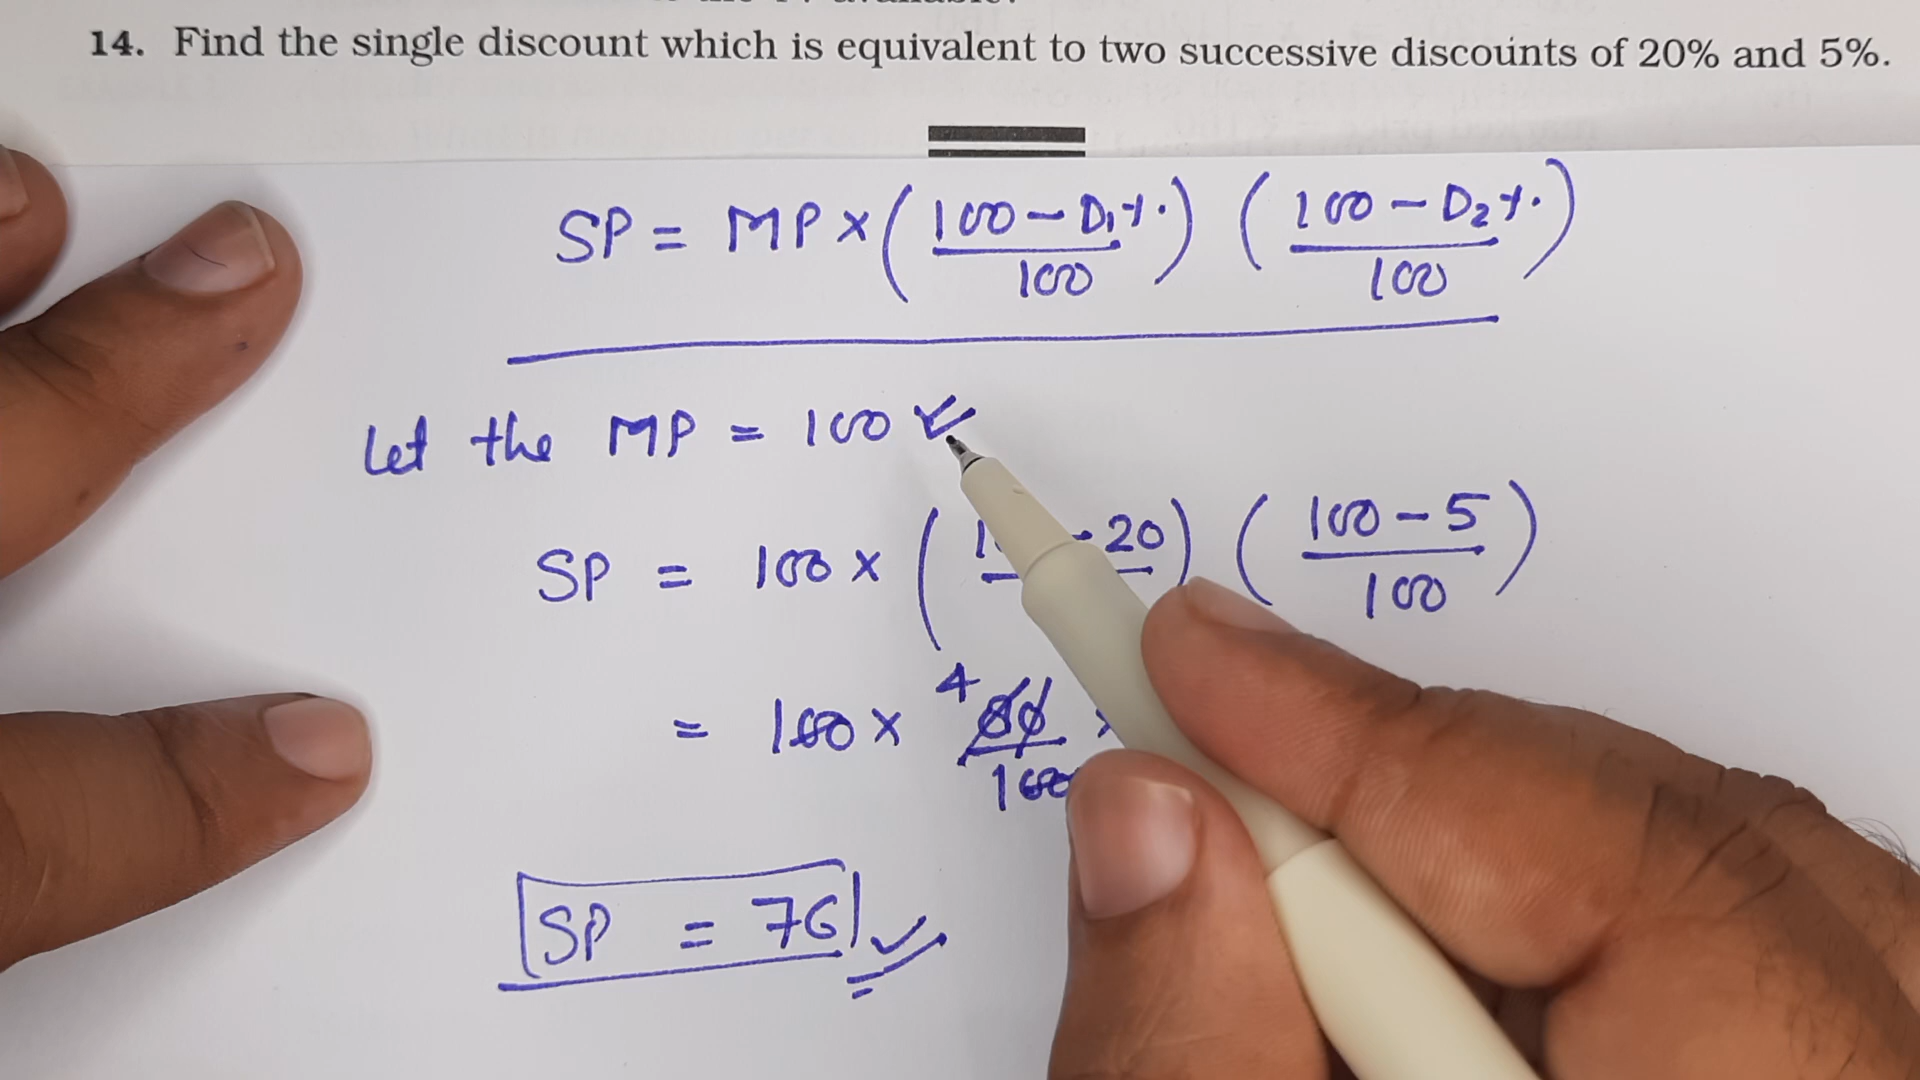 14. Find the single discount which is equivalent to two successive discounts of 20% and 5%.
SP = MP × (100 - D₁% / 100) (100 - D₂% / 100)
Let the MP = 100 ✓
SP = 100 × ( - 20 ) (100 - 5 / 100)
= 100 × 4 80 / 100
SP = 76 ✓